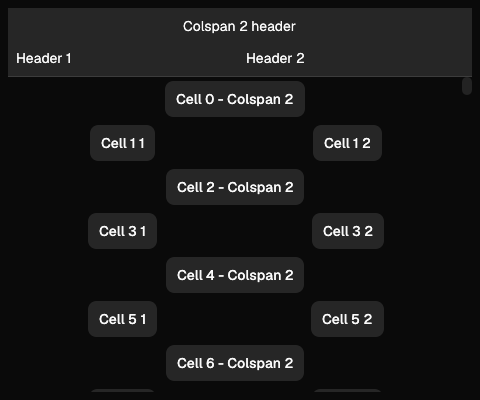 Colspan 2 header
Header 1 Header 2
Cell 0 - Colspan 2
Cell 1 1 Cell 1 2
Cell 2 - Colspan 2
Cell 3 1 Cell 3 2
Cell 4 - Colspan 2
Cell 5 1 Cell 5 2
Cell 6 - Colspan 2